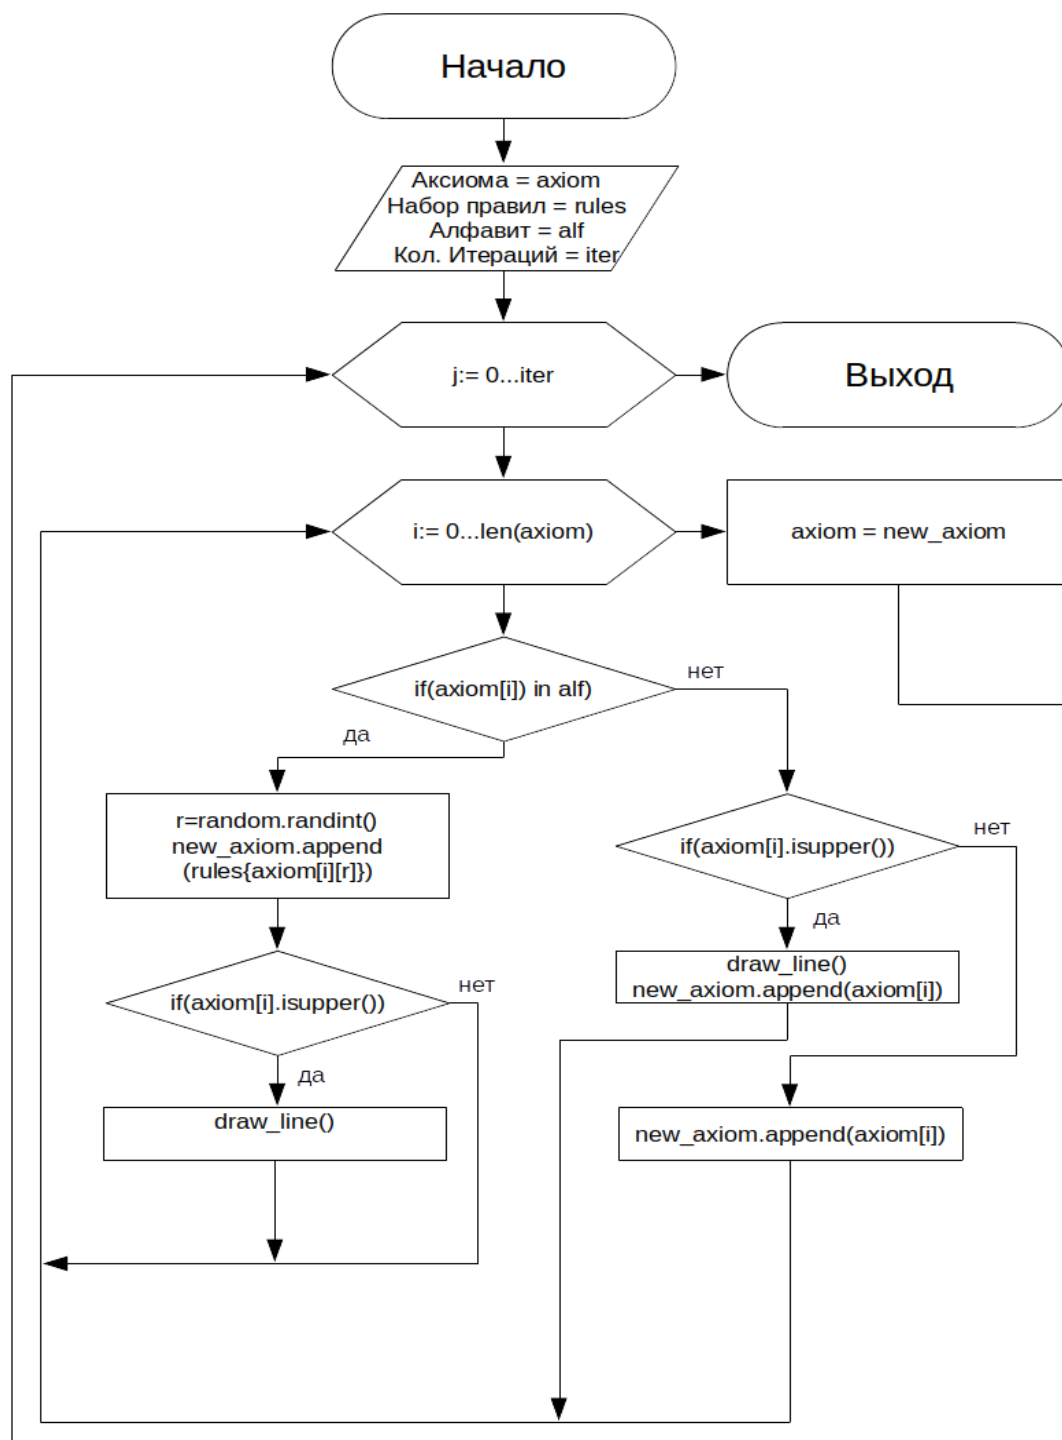 Начало
Аксиома = axiom
Набор правил = rules
Алфавит = alf
Кол. Итераций = iter
j:= 0...iter
Выход
i:= 0...len(axiom)
axiom = new_axiom
if(axiom[i]) in alf)
нет
да
r=random.randint()
new_axiom.append
(rules{axiom[i][r]})
if(axiom[i].isupper())
нет
да
draw_line()
new_axiom.append(axiom[i])
if(axiom[i].isupper())
нет
да
draw_line()
new_axiom.append(axiom[i])